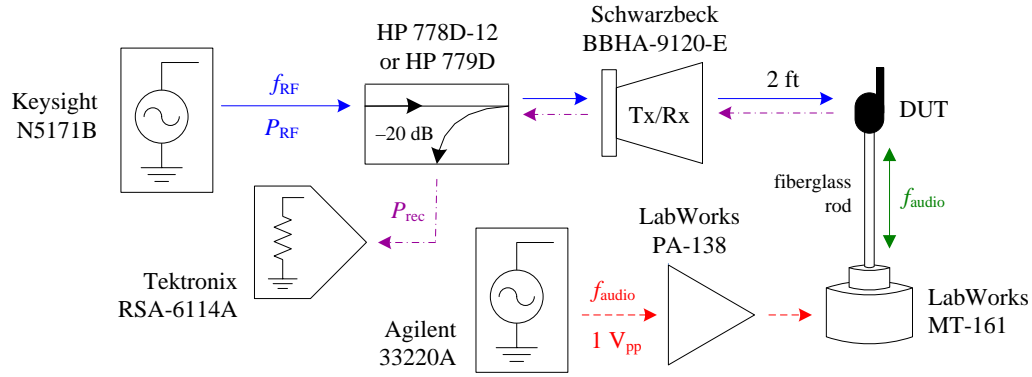 Keysight
N5171B
f_RF
P_RF
HP 778D-12
or HP 779D
–20 dB
Schwarzbeck
BBHA-9120-E
Tx/Rx
2 ft
DUT
fiberglass
rod
f_audio
P_rec
Tektronix
RSA-6114A
Agilent
33220A
f_audio
1 V_pp
LabWorks
PA-138
LabWorks
MT-161